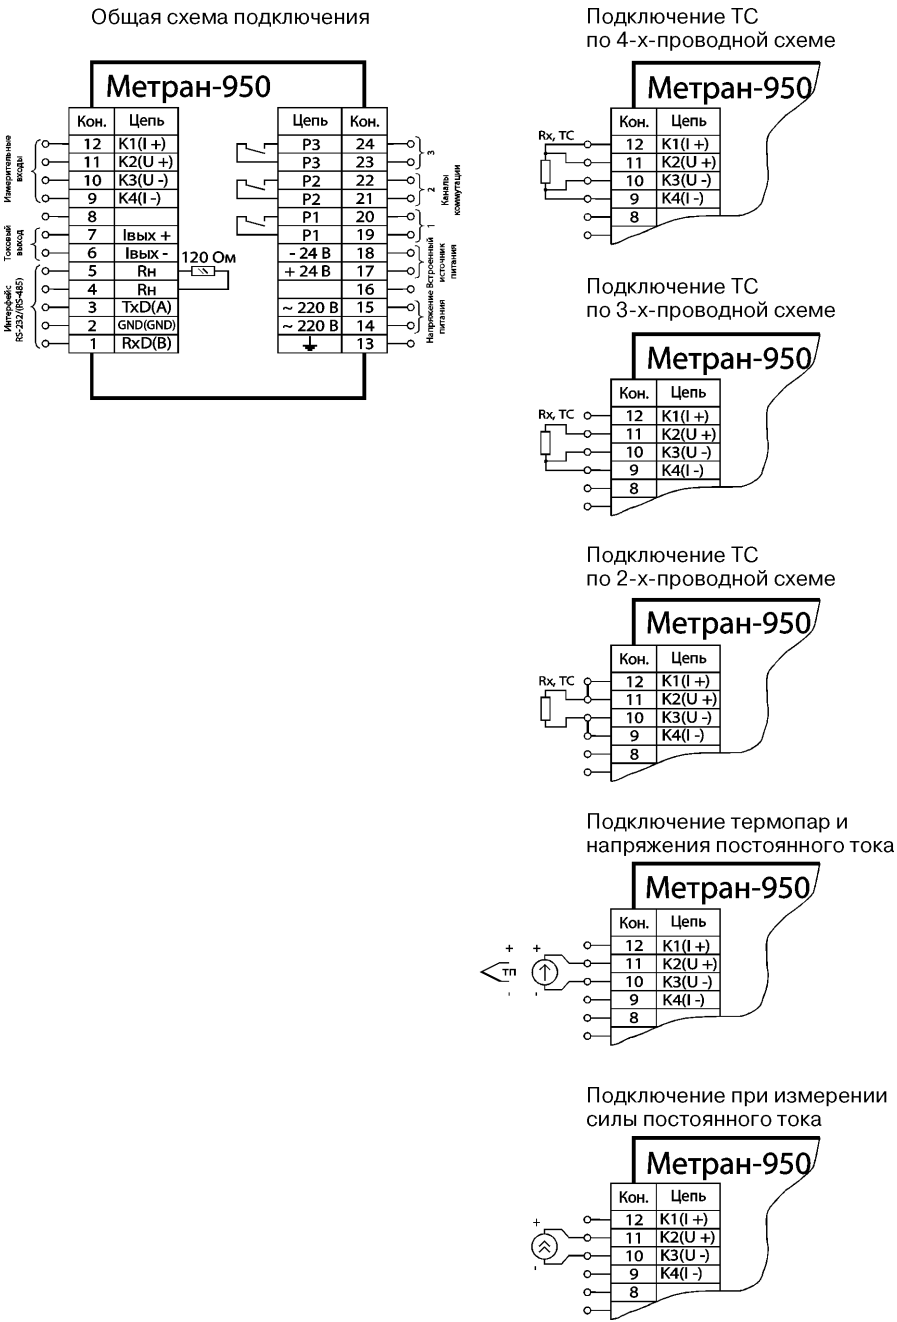 Общая схема подключения
Метран-950
Кон. Цепь
12 K1(I +)
11 K2(U +)
10 K3(U -)
9 K4(I -)
8
7 Iвых +
6 Iвых -
5 Rн
4 Rн
3 TxD(A)
2 GND(GND)
1 RxD(B)
Измерительные
входы
Токовый
выход
Интерфейс
RS-232/(RS-485)
120 Ом
Цепь Кон.
P3 24
P3 23
P2 22
P2 21
P1 20
P1 19
- 24 В 18
+ 24 В 17
16
~ 220 В 15
~ 220 В 14
13
3
2
1
Каналы
коммутации
Встроенный
источник
питания
Напряжение
питания
Подключение ТС
по 4-х-проводной схеме
Метран-950
Кон. Цепь
Rx, TC
12 K1(I +)
11 K2(U +)
10 K3(U -)
9 K4(I -)
8
Подключение ТС
по 3-х-проводной схеме
Метран-950
Кон. Цепь
Rx, TC
12 K1(I +)
11 K2(U +)
10 K3(U -)
9 K4(I -)
8
Подключение ТС
по 2-х-проводной схеме
Метран-950
Кон. Цепь
Rx, TC
12 K1(I +)
11 K2(U +)
10 K3(U -)
9 K4(I -)
8
Подключение термопар и
напряжения постоянного тока
Метран-950
Кон. Цепь
+ +
тп
- -
12 K1(I +)
11 K2(U +)
10 K3(U -)
9 K4(I -)
8
Подключение при измерении
силы постоянного тока
Метран-950
Кон. Цепь
+
-
12 K1(I +)
11 K2(U +)
10 K3(U -)
9 K4(I -)
8